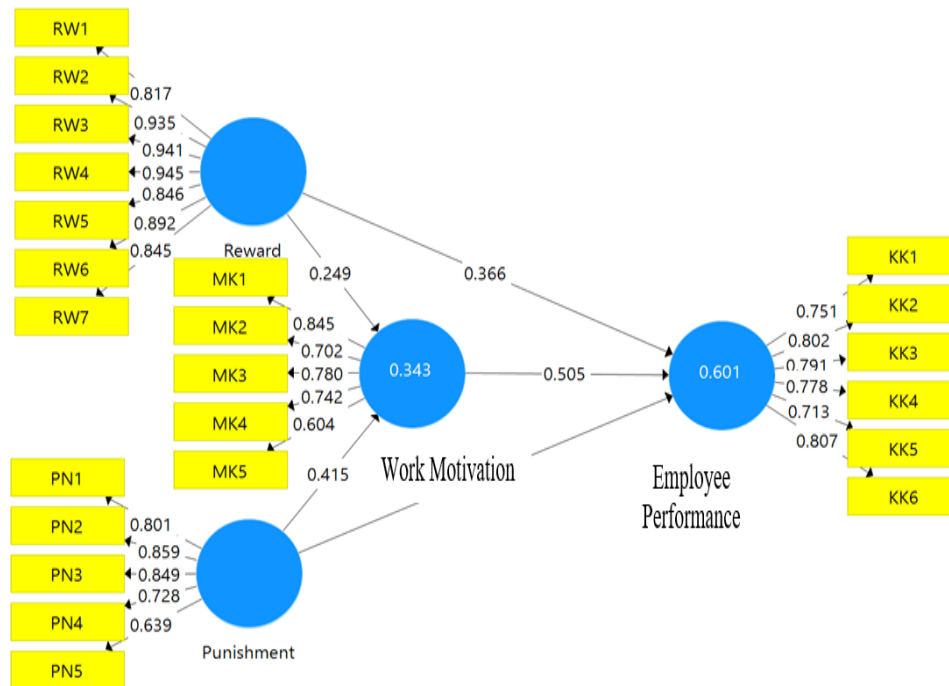 RW1
RW2
RW3
RW4
RW5
RW6
RW7
0.817
0.935
0.941
0.945
0.846
0.892
0.845
Reward
0.249
0.366
MK1
MK2
MK3
MK4
MK5
0.845
0.702
0.780
0.742
0.604
0.343
0.505
0.415
Work Motivation
PN1
PN2
PN3
PN4
PN5
0.801
0.859
0.849
0.728
0.639
Punishment
0.601
Employee
Performance
0.751
0.802
0.791
0.778
0.713
0.807
KK1
KK2
KK3
KK4
KK5
KK6